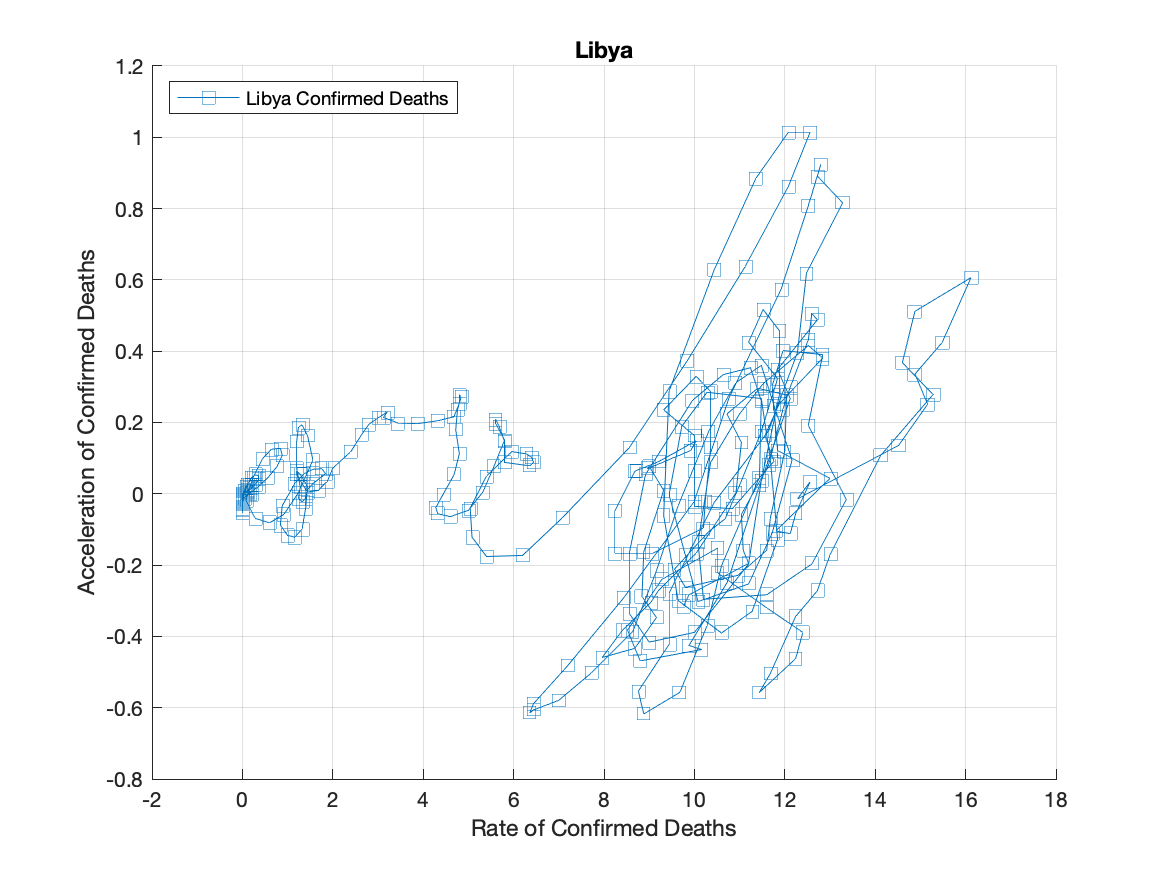 Libya
1.2
Libya Confirmed Deaths
1
0.8
0.6
0.4
0.2
0
-0.2
-0.4
-0.6
-0.8
Acceleration of Confirmed Deaths
-2 0 2 4 6 8 10 12 14 16 18
Rate of Confirmed Deaths